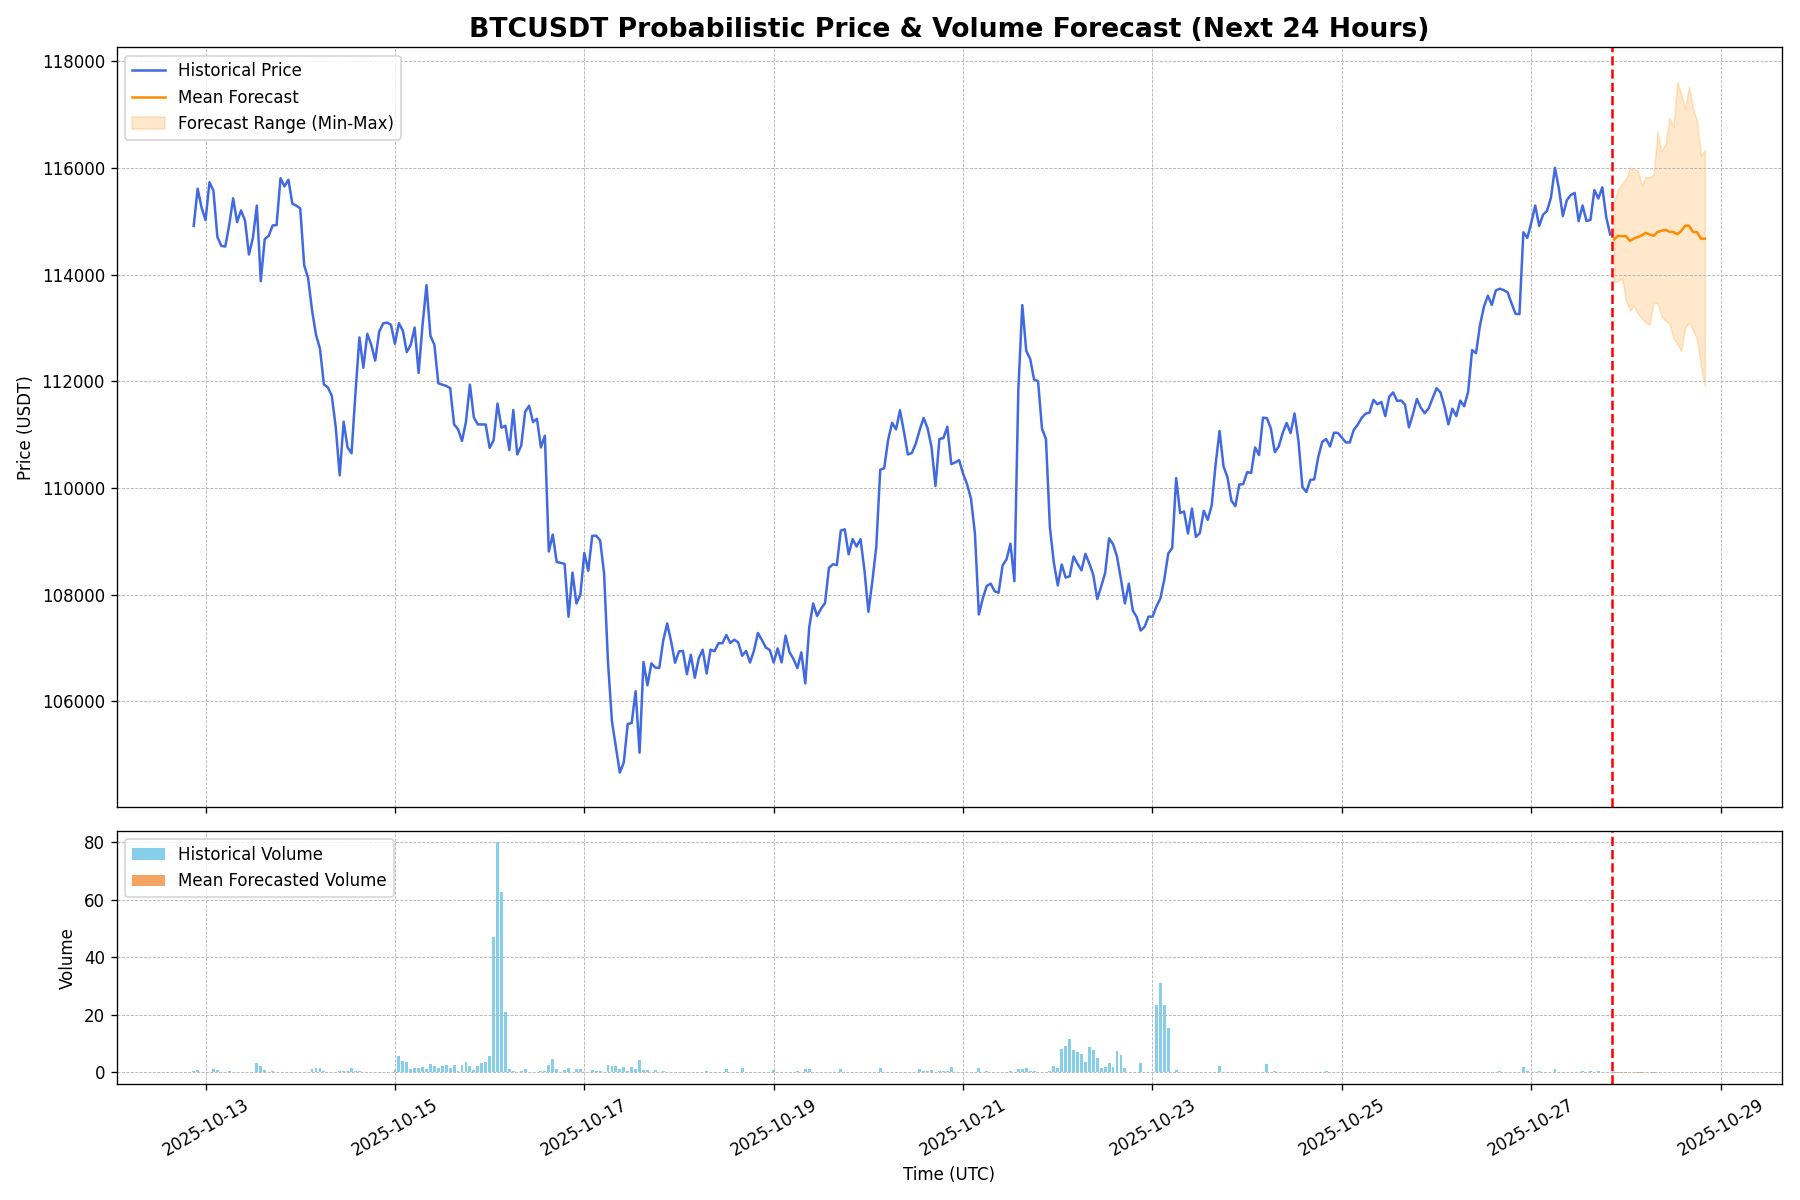 BTCUSDT Probabilistic Price & Volume Forecast (Next 24 Hours)
Historical Price
Mean Forecast
Forecast Range (Min-Max)
118000
116000
114000
112000
110000
108000
106000
Price (USDT)
Historical Volume
Mean Forecasted Volume
80
60
40
20
0
Volume
2025-10-13
2025-10-15
2025-10-17
2025-10-19
2025-10-21
2025-10-23
2025-10-25
2025-10-27
2025-10-29
Time (UTC)